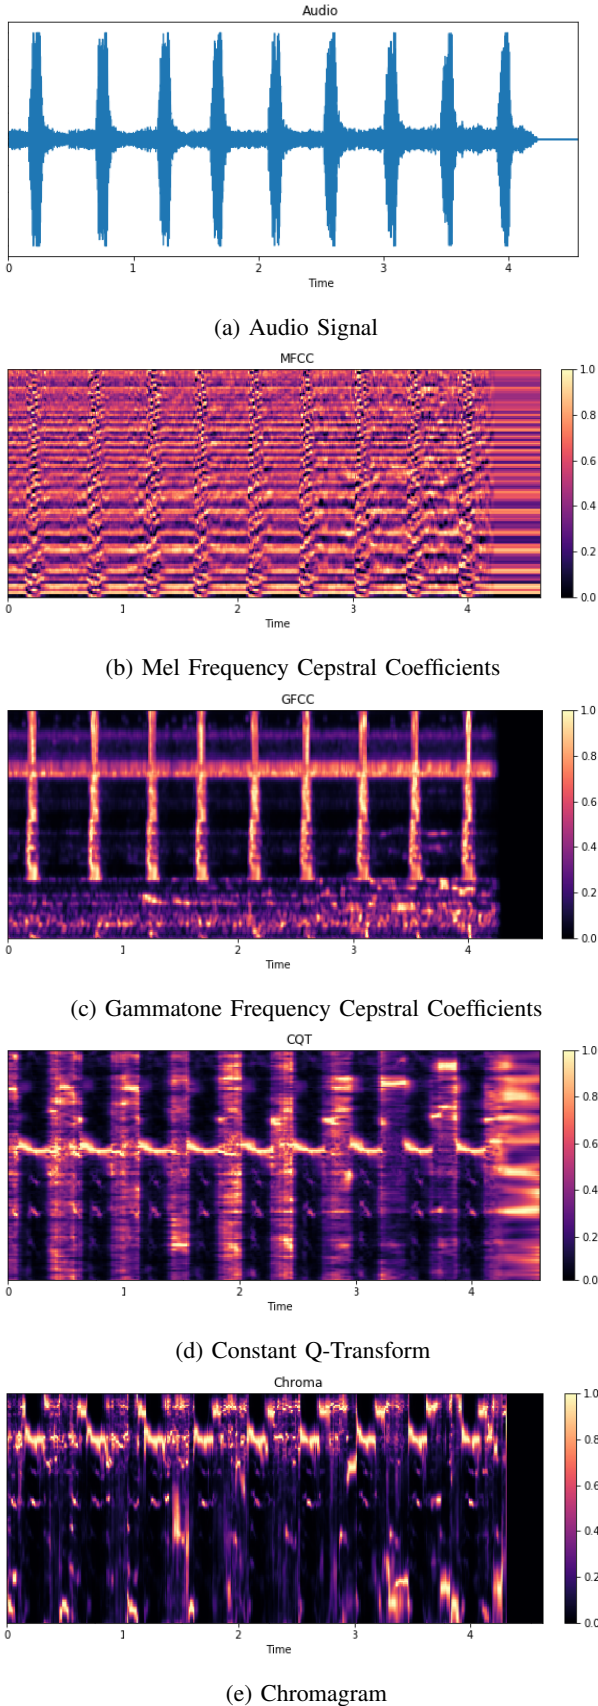 Audio
0 1 2 3 4
Time
(a) Audio Signal
MFCC
1.0
0.8
0.6
0.4
0.2
0.0
0 1 2 3 4
Time
(b) Mel Frequency Cepstral Coefficients
GFCC
1.0
0.8
0.6
0.4
0.2
0.0
0 1 2 3 4
Time
(c) Gammatone Frequency Cepstral Coefficients
CQT
1.0
0.8
0.6
0.4
0.2
0.0
0 1 2 3 4
Time
(d) Constant Q-Transform
Chroma
1.0
0.8
0.6
0.4
0.2
0.0
0 1 2 3 4
Time
(e) Chromagram